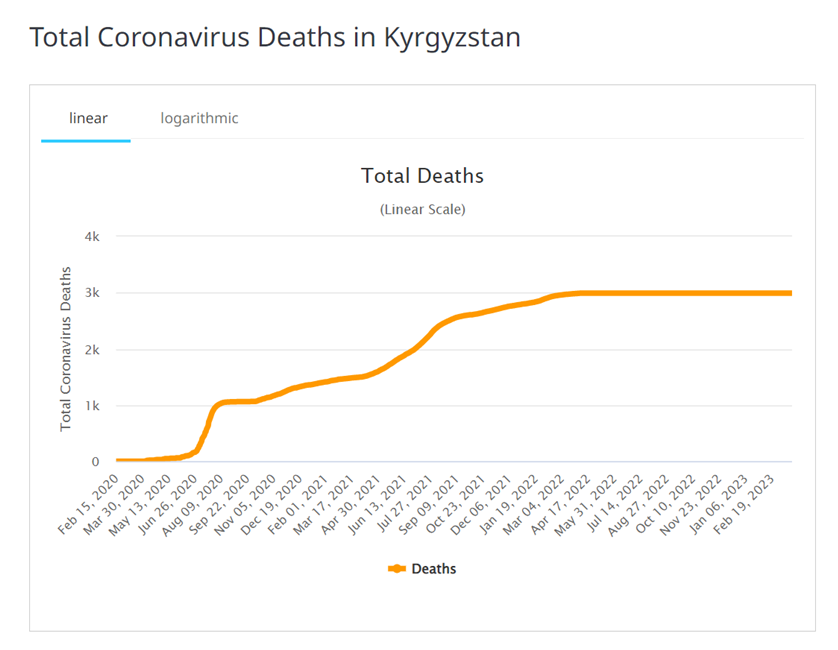 Total Coronavirus Deaths in Kyrgyzstan
linear
logarithmic
Total Deaths
(Linear Scale)
Total Coronavirus Deaths
4k
3k
2k
1k
0
Feb 15, 2020
Mar 30, 2020
May 13, 2020
Jun 26, 2020
Aug 09, 2020
Sep 22, 2020
Nov 05, 2020
Dec 19, 2020
Feb 01, 2021
Mar 17, 2021
Apr 30, 2021
Jun 13, 2021
Jul 27, 2021
Sep 09, 2021
Oct 23, 2021
Dec 06, 2021
Jan 19, 2022
Mar 04, 2022
Apr 17, 2022
May 31, 2022
Jul 14, 2022
Aug 27, 2022
Oct 10, 2022
Nov 23, 2022
Jan 06, 2023
Feb 19, 2023
Deaths